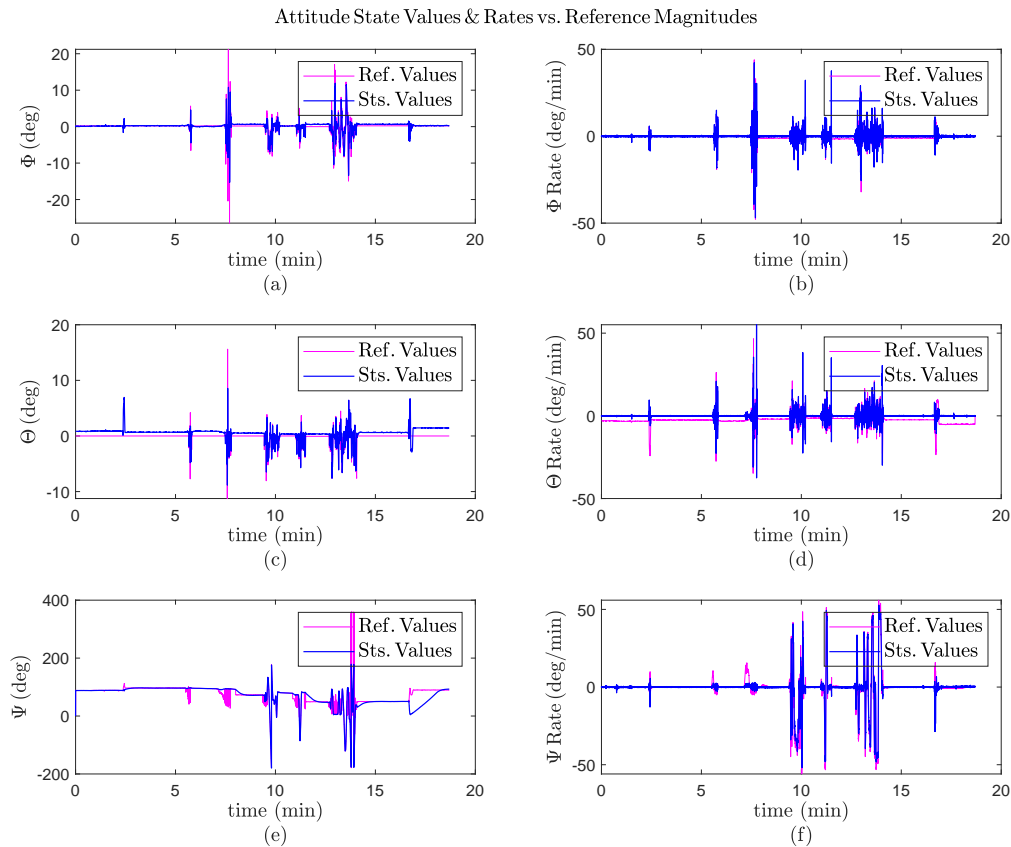 Attitude State Values & Rates vs. Reference Magnitudes
20
10
0
-10
-20
Φ (deg)
Ref. Values
Sts. Values
0 5 10 15 20
time (min)
(a)
50
0
-50
Φ Rate (deg/min)
Ref. Values
Sts. Values
0 5 10 15 20
time (min)
(b)
20
10
0
-10
Θ (deg)
Ref. Values
Sts. Values
0 5 10 15 20
time (min)
(c)
50
0
-50
Θ Rate (deg/min)
Ref. Values
Sts. Values
0 5 10 15 20
time (min)
(d)
400
200
0
-200
Ψ (deg)
Ref. Values
Sts. Values
0 5 10 15 20
time (min)
(e)
50
0
-50
Ψ Rate (deg/min)
Ref. Values
Sts. Values
0 5 10 15 20
time (min)
(f)